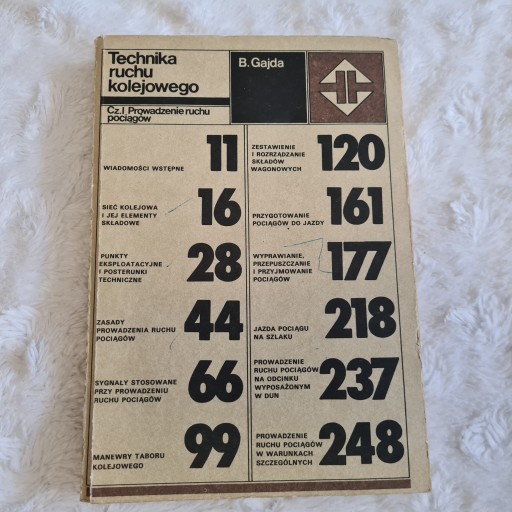 Technika
ruchu
kolejowego
Cz.I Prowadzenie ruchu
pociągów
B. Gajda
WIADOMOŚCI WSTĘPNE
11
SIEĆ KOLEJOWA
I JEJ ELEMENTY
SKŁADOWE
16
PUNKTY
EKSPLOATACYJNE
I POSTERUNKI
TECHNICZNE
28
ZASADY
PROWADZENIA RUCHU
POCIĄGÓW
44
SYGNAŁY STOSOWANE
PRZY PROWADZENIU
RUCHU POCIĄGÓW
66
MANEWRY TABORU
KOLEJOWEGO
99
ZESTAWIENIE
I ROZRZĄDZANIE
SKŁADÓW
WAGONOWYCH
120
PRZYGOTOWANIE
POCIĄGÓW DO JAZDY
161
WYPRAWIANIE,
PRZEPUSZCZANIE
I PRZYJMOWANIE
POCIĄGÓW
177
JAZDA POCIĄGU
NA SZLAKU
218
PROWADZENIE
RUCHU POCIĄGÓW
NA ODCINKU
WYPOSAŻONYM
W DUN
237
PROWADZENIE
RUCHU POCIĄGÓW
W WARUNKACH
SZCZEGÓLNYCH
248